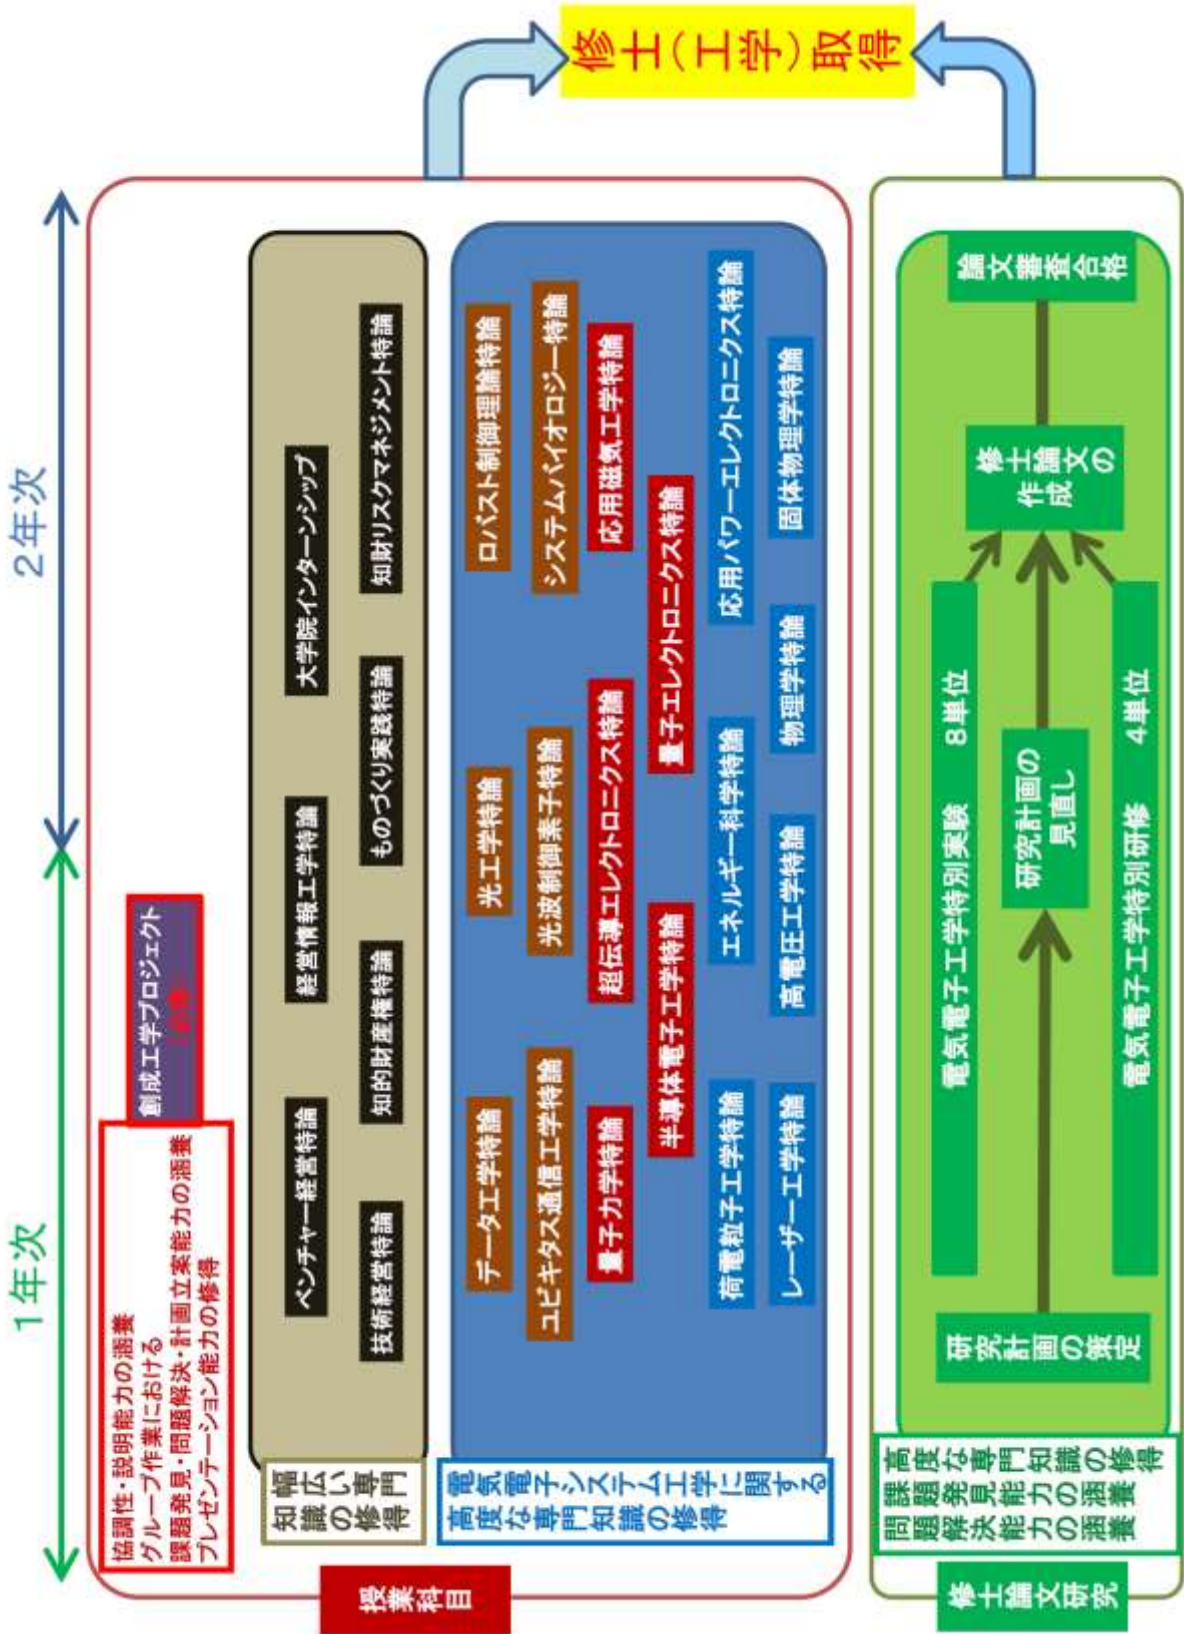 1年次
2年次
協調性・説明能力の涵養
グループ作業における
課題発見・問題解決・計画立案能力の涵養
プレゼンテーション能力の修得
創成工学プロジェクト
授業科目
幅広い専門
知識の修得
ベンチャー経営特論
経営情報工学特論
大学院インターンシップ
技術経営特論
知的財産権特論
ものづくり実践特論
知財リスクマネジメント特論
電気電子システム工学に関する
高度な専門知識の修得
データ工学特論
光工学特論
ロバスト制御理論特論
ユビキタス通信工学特論
光波制御素子特論
システムバイオロジー特論
量子力学特論
超伝導エレクトロニクス特論
応用磁気工学特論
半導体電子工学特論
量子エレクトロニクス特論
荷電粒子工学特論
エネルギー科学特論
応用パワーエレクトロニクス特論
レーザー工学特論
高電圧工学特論
物理学特論
固体物理学特論
修士(工学)取得
修士論文研究
高度な専門知識の修得
課題発見能力の涵養
問題解決能力の涵養
研究計画の策定
電気電子工学特別実験 8単位
研究計画の
見直し
電気電子工学特別研修 4単位
修士論文の
作成
論文審査合格